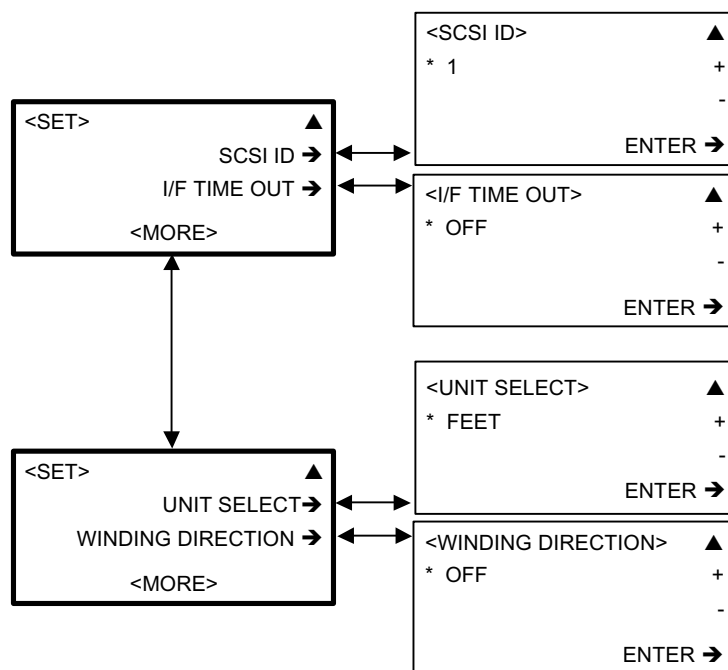 <SET> ▲
SCSI ID ➔
I/F TIME OUT ➔
<MORE>
<SCSI ID> ▲
* 1 +
-
ENTER ➔
<I/F TIME OUT> ▲
* OFF +
-
ENTER ➔
<SET> ▲
UNIT SELECT➔
WINDING DIRECTION ➔
<MORE>
<UNIT SELECT> ▲
* FEET +
-
ENTER ➔
<WINDING DIRECTION> ▲
* OFF +
-
ENTER ➔